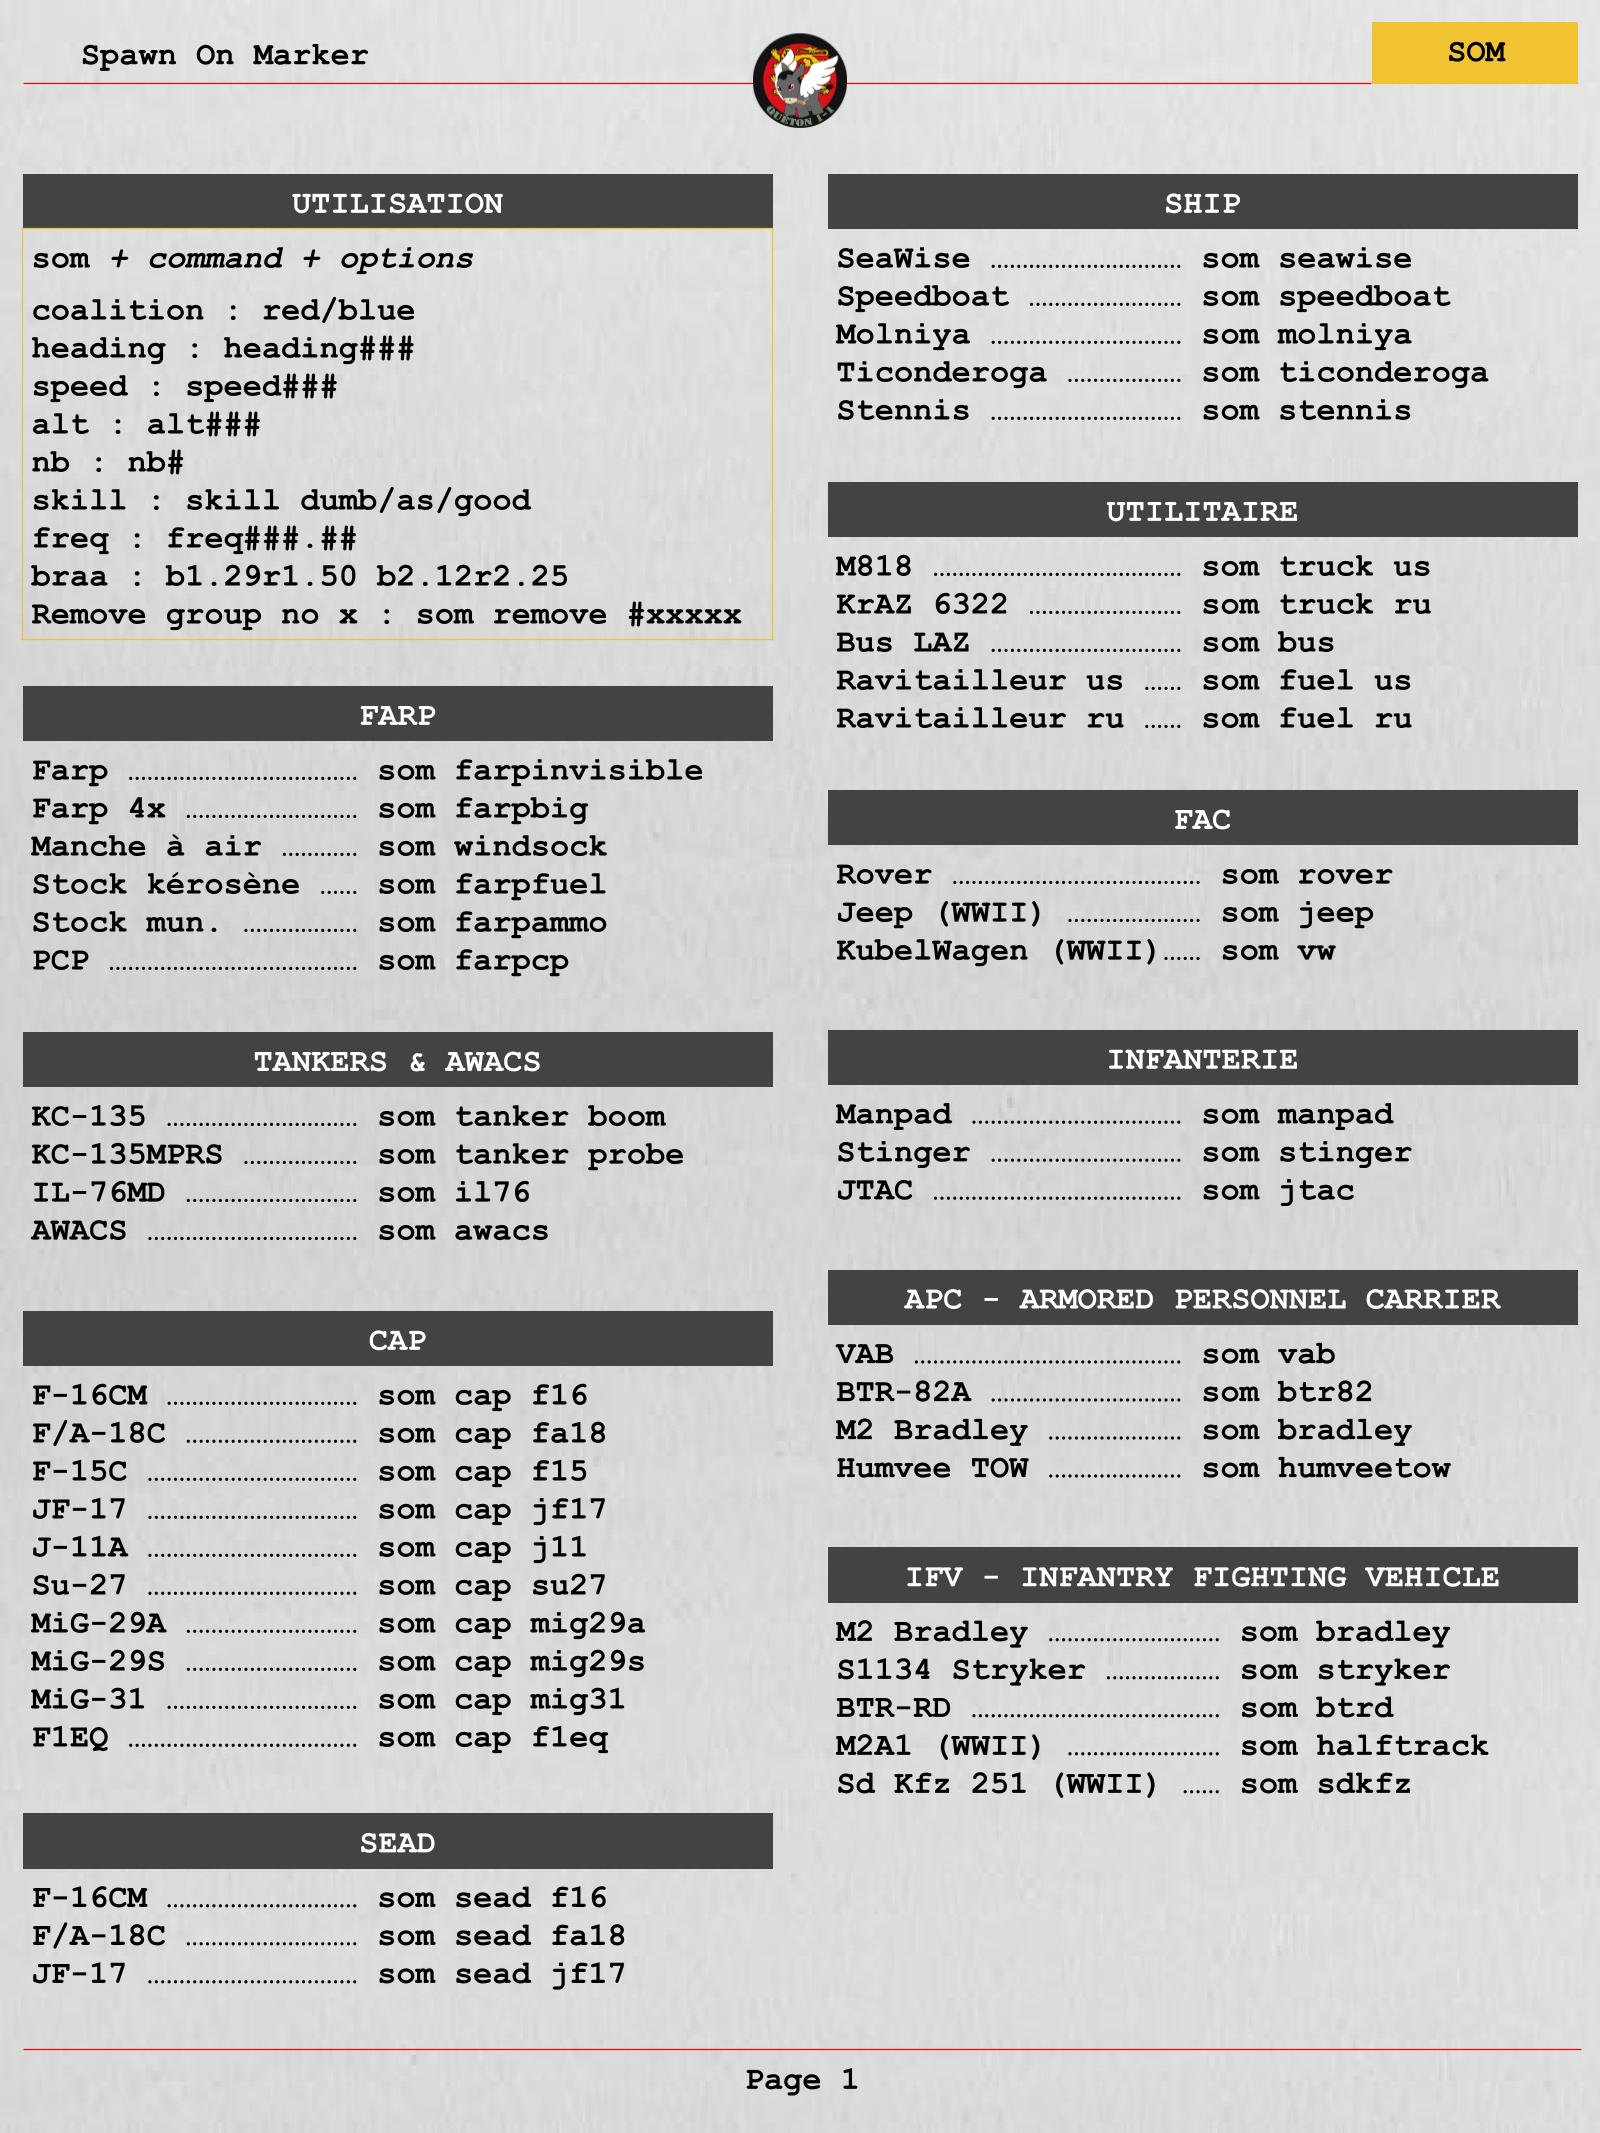 Spawn On Marker
SOM
QUETON 1-1
UTILISATION
som + command + options
coalition : red/blue
heading : heading###
speed : speed###
alt : alt###
nb : nb#
skill : skill dumb/as/good
freq : freq###.##
braa : b1.29r1.50 b2.12r2.25
Remove group no x : som remove #xxxxx
FARP
Farp .................................... som farpinvisible
Farp 4x ........................... som farpbig
Manche à air ............ som windsock
Stock kérosène ...... som farpfuel
Stock mun. .................. som farpammo
PCP ....................................... som farpcp
TANKERS & AWACS
KC-135 .............................. som tanker boom
KC-135MPRS .................. som tanker probe
IL-76MD ........................... som il76
AWACS ................................. som awacs
CAP
F-16CM .............................. som cap f16
F/A-18C ........................... som cap fa18
F-15C ................................. som cap f15
JF-17 ................................. som cap jf17
J-11A ................................. som cap j11
Su-27 ................................. som cap su27
MiG-29A ........................... som cap mig29a
MiG-29S ........................... som cap mig29s
MiG-31 .............................. som cap mig31
F1EQ .................................... som cap f1eq
SEAD
F-16CM .............................. som sead f16
F/A-18C ........................... som sead fa18
JF-17 ................................. som sead jf17
SHIP
SeaWise .............................. som seawise
Speedboat ........................ som speedboat
Molniya .............................. som molniya
Ticonderoga .................. som ticonderoga
Stennis .............................. som stennis
UTILITAIRE
M818 ....................................... som truck us
KrAZ 6322 ........................ som truck ru
Bus LAZ .............................. som bus
Ravitailleur us ...... som fuel us
Ravitailleur ru ...... som fuel ru
FAC
Rover ....................................... som rover
Jeep (WWII) ..................... som jeep
KubelWagen (WWII)...... som vw
INFANTERIE
Manpad ................................. som manpad
Stinger .............................. som stinger
JTAC ....................................... som jtac
APC - ARMORED PERSONNEL CARRIER
VAB .......................................... som vab
BTR-82A .............................. som btr82
M2 Bradley ..................... som bradley
Humvee TOW ..................... som humveetow
IFV - INFANTRY FIGHTING VEHICLE
M2 Bradley ........................... som bradley
S1134 Stryker .................. som stryker
BTR-RD ....................................... som btrd
M2A1 (WWII) ........................ som halftrack
Sd Kfz 251 (WWII) ...... som sdkfz
Page 1